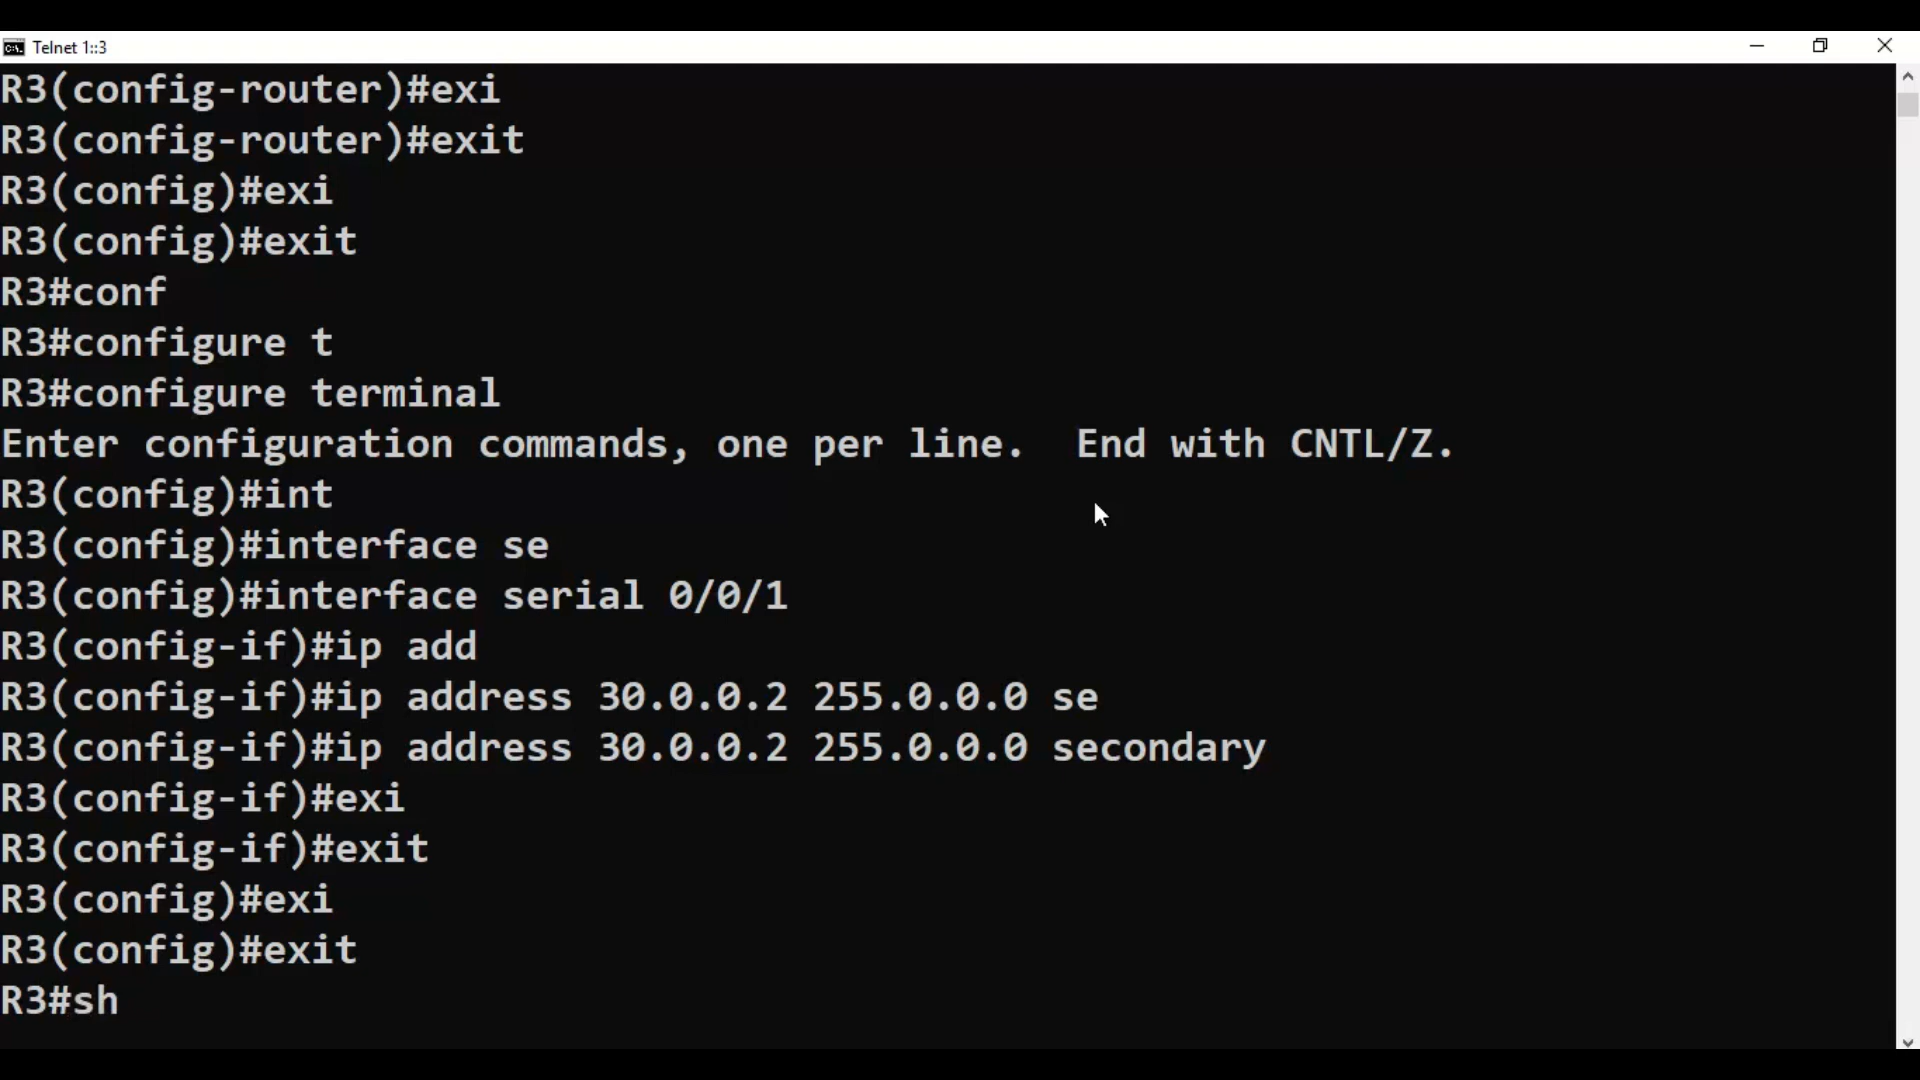 Telnet 1::3
R3(config-router)#exi
R3(config-router)#exit
R3(config)#exi
R3(config)#exit
R3#conf
R3#configure t
R3#configure terminal
Enter configuration commands, one per line.  End with CNTL/Z.
R3(config)#int
R3(config)#interface se
R3(config)#interface serial 0/0/1
R3(config-if)#ip add
R3(config-if)#ip address 30.0.0.2 255.0.0.0 se
R3(config-if)#ip address 30.0.0.2 255.0.0.0 secondary
R3(config-if)#exi
R3(config-if)#exit
R3(config)#exi
R3(config)#exit
R3#sh